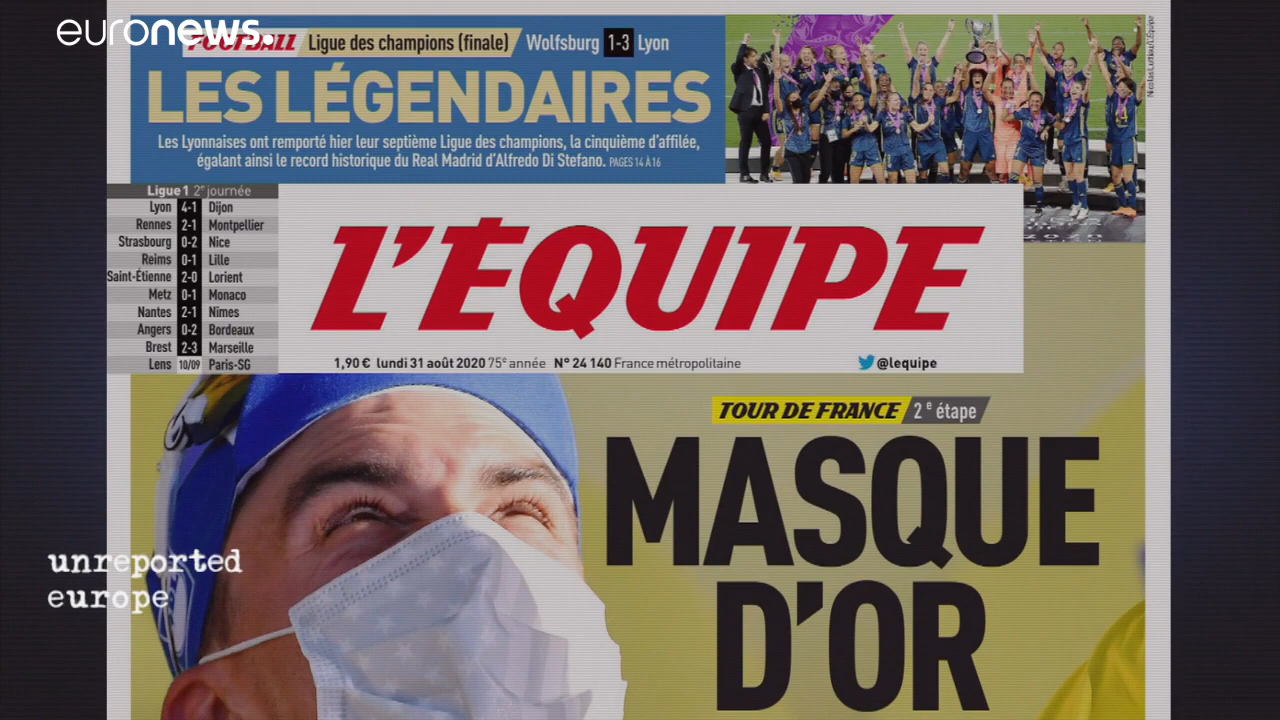 euronews.
FOOTBALL Ligue des champions (finale) Wolfsburg 1-3 Lyon
LES LÉGENDAIRES
Les Lyonnaises ont remporté hier leur septième Ligue des champions, la cinquième d'affilée,
égalant ainsi le record historique du Real Madrid d'Alfredo Di Stefano. PAGES 14 À 16
Ligue 1 2e journée
Lyon 4-1 Dijon
Rennes 2-1 Montpellier
Strasbourg 0-2 Nice
Reims 0-1 Lille
Saint-Étienne 2-0 Lorient
Metz 0-1 Monaco
Nantes 2-1 Nîmes
Angers 0-2 Bordeaux
Brest 2-3 Marseille
Lens 10/09 Paris-SG
L'ÉQUIPE
1,90 € lundi 31 août 2020 75e année N° 24 140 France métropolitaine @lequipe
TOUR DE FRANCE 2e étape
MASQUE
D'OR
unreported
europe